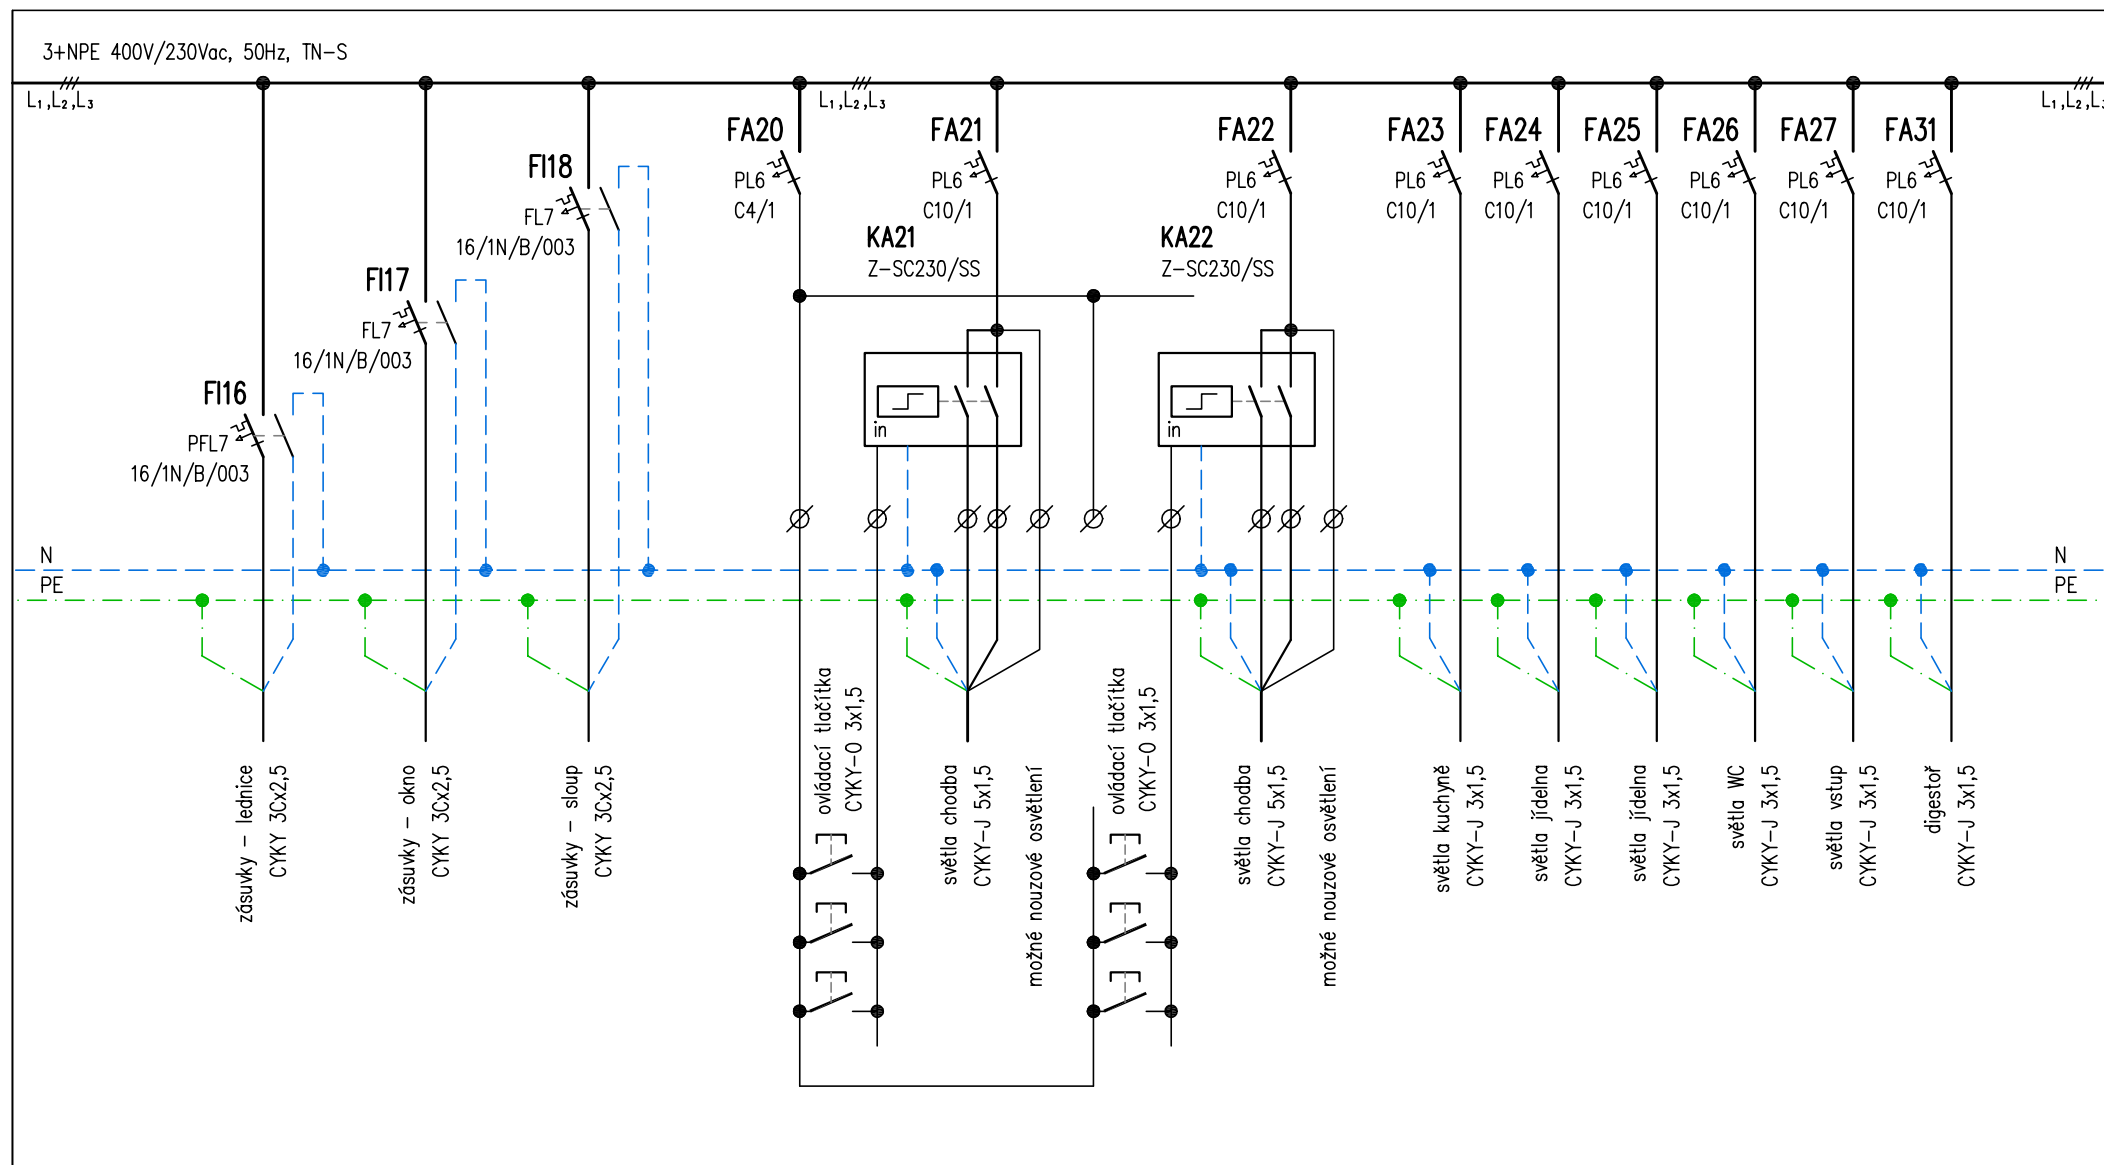 3+NPE 400V/230Vac, 50Hz, TN-S
L₁,L₂,L₃
L₁,L₂,L₃
L₁,L₂,L₃
FI16
PFL7
16/1N/B/003
FI17
FL7
16/1N/B/003
FI18
FL7
16/1N/B/003
FA20
PL6
C4/1
FA21
PL6
C10/1
KA21
Z-SC230/SS
in
FA22
PL6
C10/1
KA22
Z-SC230/SS
in
FA23
PL6
C10/1
FA24
PL6
C10/1
FA25
PL6
C10/1
FA26
PL6
C10/1
FA27
PL6
C10/1
FA31
PL6
C10/1
N
PE
N
PE
zásuvky - lednice
CYKY 3Cx2,5
zásuvky - okno
CYKY 3Cx2,5
zásuvky - sloup
CYKY 3Cx2,5
ovládací tlačítka
CYKY-O 3x1,5
světla chodba
CYKY-J 5x1,5
možné nouzové osvětlení
ovládací tlačítka
CYKY-O 3x1,5
světla chodba
CYKY-J 5x1,5
možné nouzové osvětlení
světla kuchyně
CYKY-J 3x1,5
světla jídelna
CYKY-J 3x1,5
světla jídelna
CYKY-J 3x1,5
světla WC
CYKY-J 3x1,5
světla vstup
CYKY-J 3x1,5
digestoř
CYKY-J 3x1,5